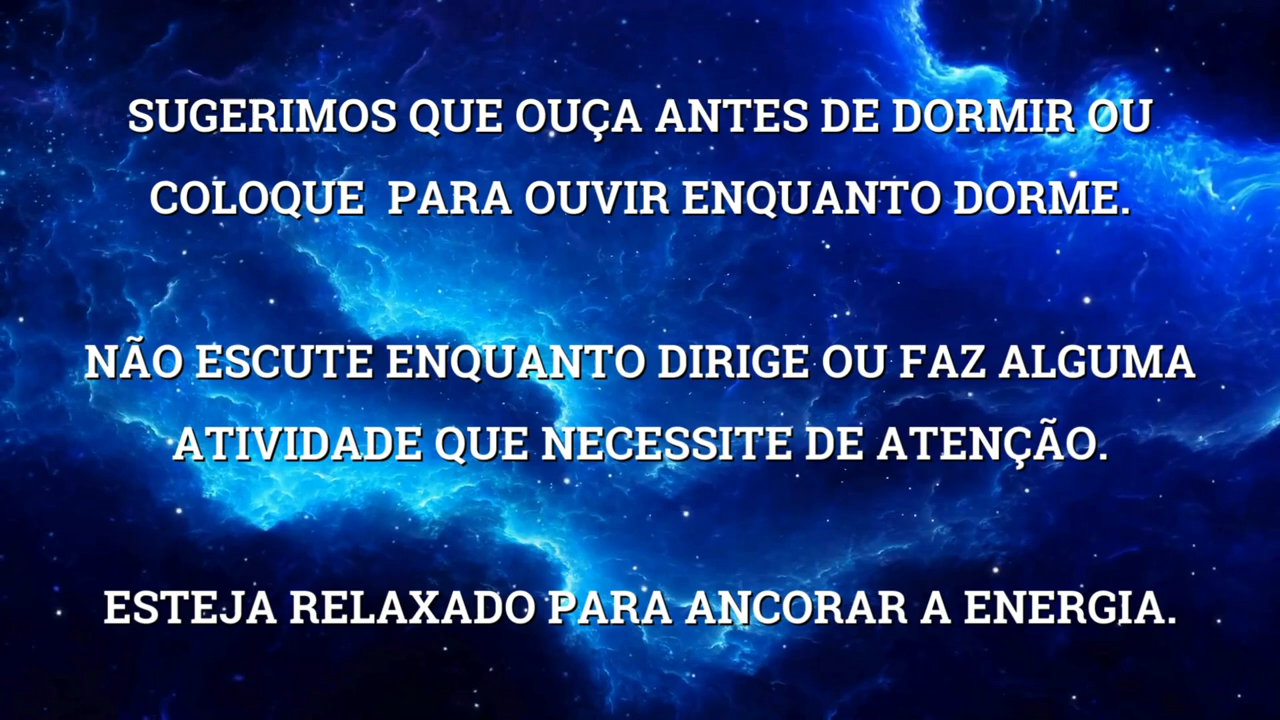 SUGERIMOS QUE OUÇA ANTES DE DORMIR OU
COLOQUE  PARA OUVIR ENQUANTO DORME.
NÃO ESCUTE ENQUANTO DIRIGE OU FAZ ALGUMA
ATIVIDADE QUE NECESSITE DE ATENÇÃO.
ESTEJA RELAXADO PARA ANCORAR A ENERGIA.